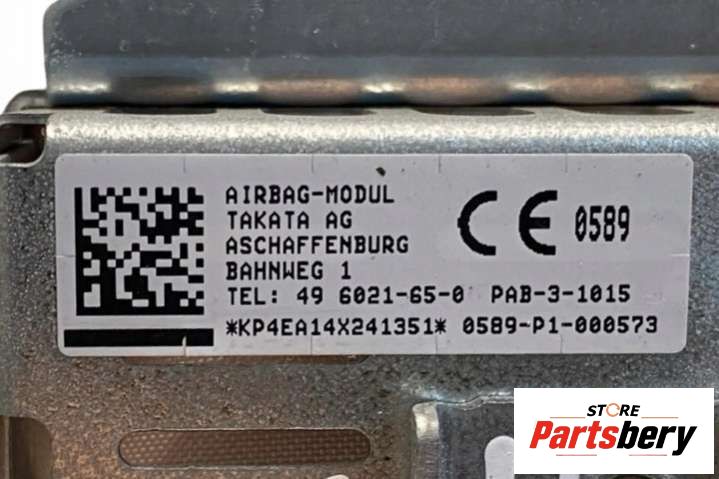 AIRBAG-MODUL
TAKATA AG
ASCHAFFENBURG
BAHNWEG 1
TEL: 49 6021-65-0 PAB-3-1015
*KP4EA14X241351* 0589-P1-000573
CE 0589
STORE
Partsbery